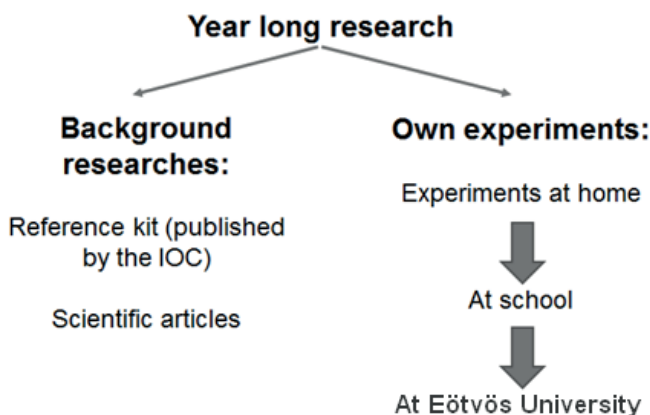 Year long research
Background
researches:
Reference kit (published
by the IOC)
Scientific articles
Own experiments:
Experiments at home
At school
At Eötvös University